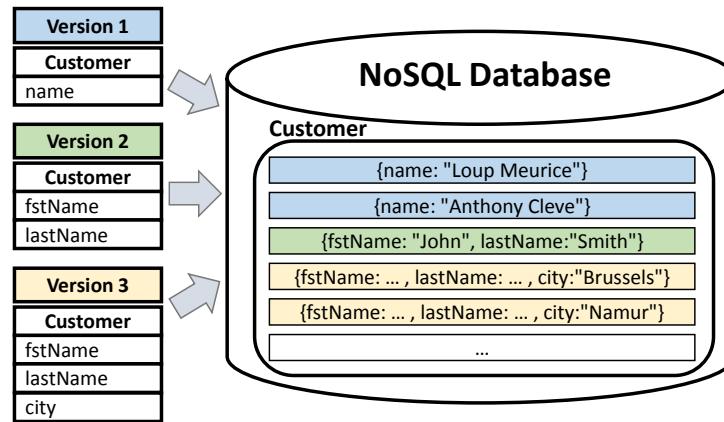 Version 1
Customer
name
Version 2
Customer
fstName
lastName
Version 3
Customer
fstName
lastName
city
NoSQL Database
Customer
{name: "Loup Meurice"}
{name: "Anthony Cleve"}
{fstName: "John", lastName:"Smith"}
{fstName: … , lastName: … , city:"Brussels"}
{fstName: … , lastName: … , city:"Namur"}
…